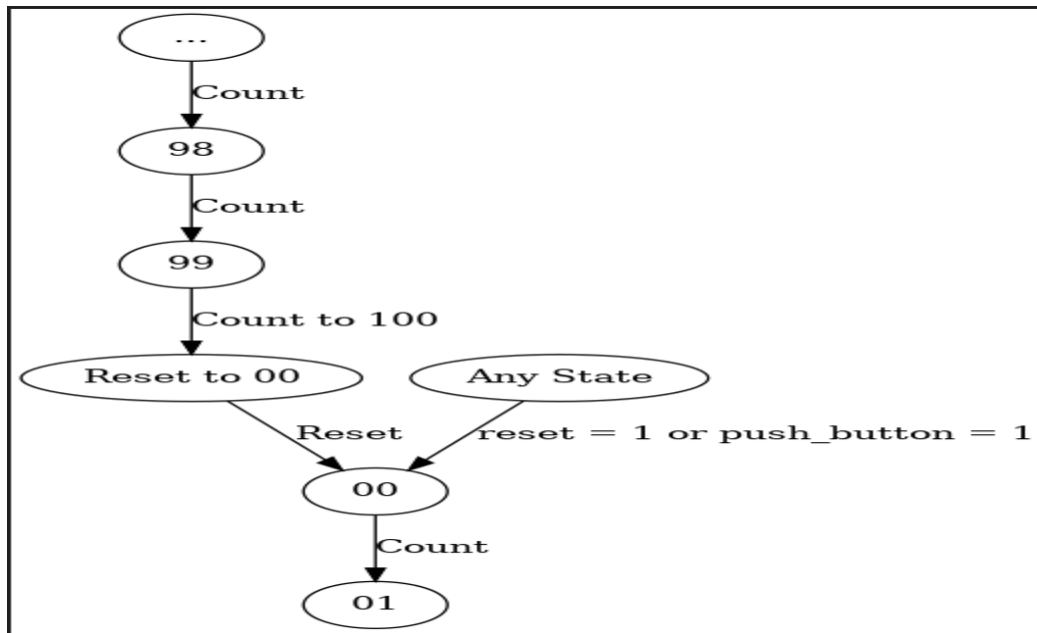 ...
Count
98
Count
99
Count to 100
Reset to 00
Any State
Reset
reset = 1 or push_button = 1
00
Count
01